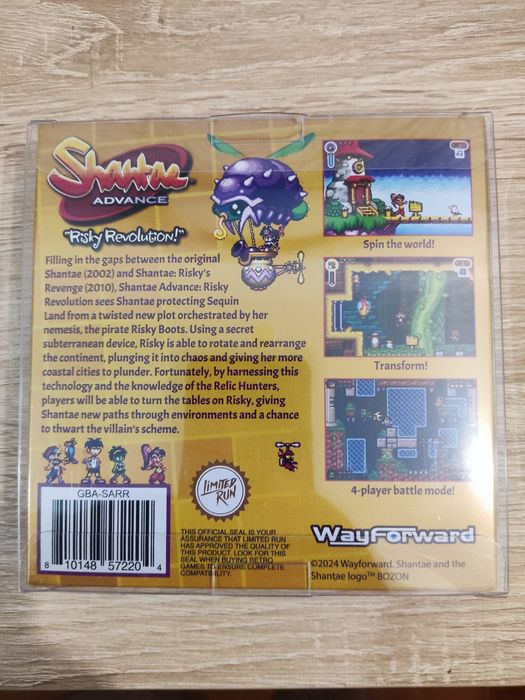 Shantae
ADVANCE
"Risky Revolution!"
Filling in the gaps between the original
Shantae (2002) and Shantae: Risky's
Revenge (2010), Shantae Advance: Risky
Revolution sees Shantae protecting Sequin
Land from a twisted new plot orchestrated by her
nemesis, the pirate Risky Boots. Using a secret
subterranean device, Risky is able to rotate and rearrange
the continent, plunging it into chaos and giving her more
coastal cities to plunder. Fortunately, by harnessing this
technology and the knowledge of the Relic Hunters,
players will be able to turn the tables on Risky, giving
Shantae new paths through environments and a chance
to thwart the villain's scheme.
Spin the world!
Transform!
4-player battle mode!
GBA-SARR
8 10148 57220 4
LIMITED
RUN
THIS OFFICIAL SEAL IS YOUR
ASSURANCE THAT LIMITED RUN
HAS APPROVED THE QUALITY OF
THIS PRODUCT. LOOK FOR THIS
SEAL WHEN BUYING RETRO
GAMES TO ENSURE COMPLETE
COMPATIBILITY.
WayForward
©2024 Wayforward. Shantae and the
Shantae logo™ BOZON